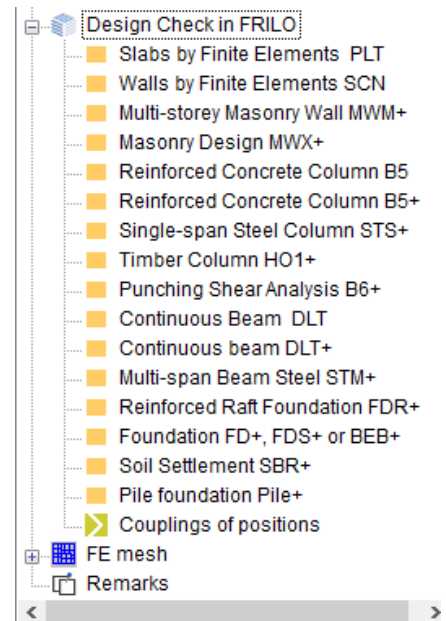 Design Check in FRILO
Slabs by Finite Elements PLT
Walls by Finite Elements SCN
Multi-storey Masonry Wall MWM+
Masonry Design MWX+
Reinforced Concrete Column B5
Reinforced Concrete Column B5+
Single-span Steel Column STS+
Timber Column HO1+
Punching Shear Analysis B6+
Continuous Beam DLT
Continuous beam DLT+
Multi-span Beam Steel STM+
Reinforced Raft Foundation FDR+
Foundation FD+, FDS+ or BEB+
Soil Settlement SBR+
Pile foundation Pile+
Couplings of positions
FE mesh
Remarks